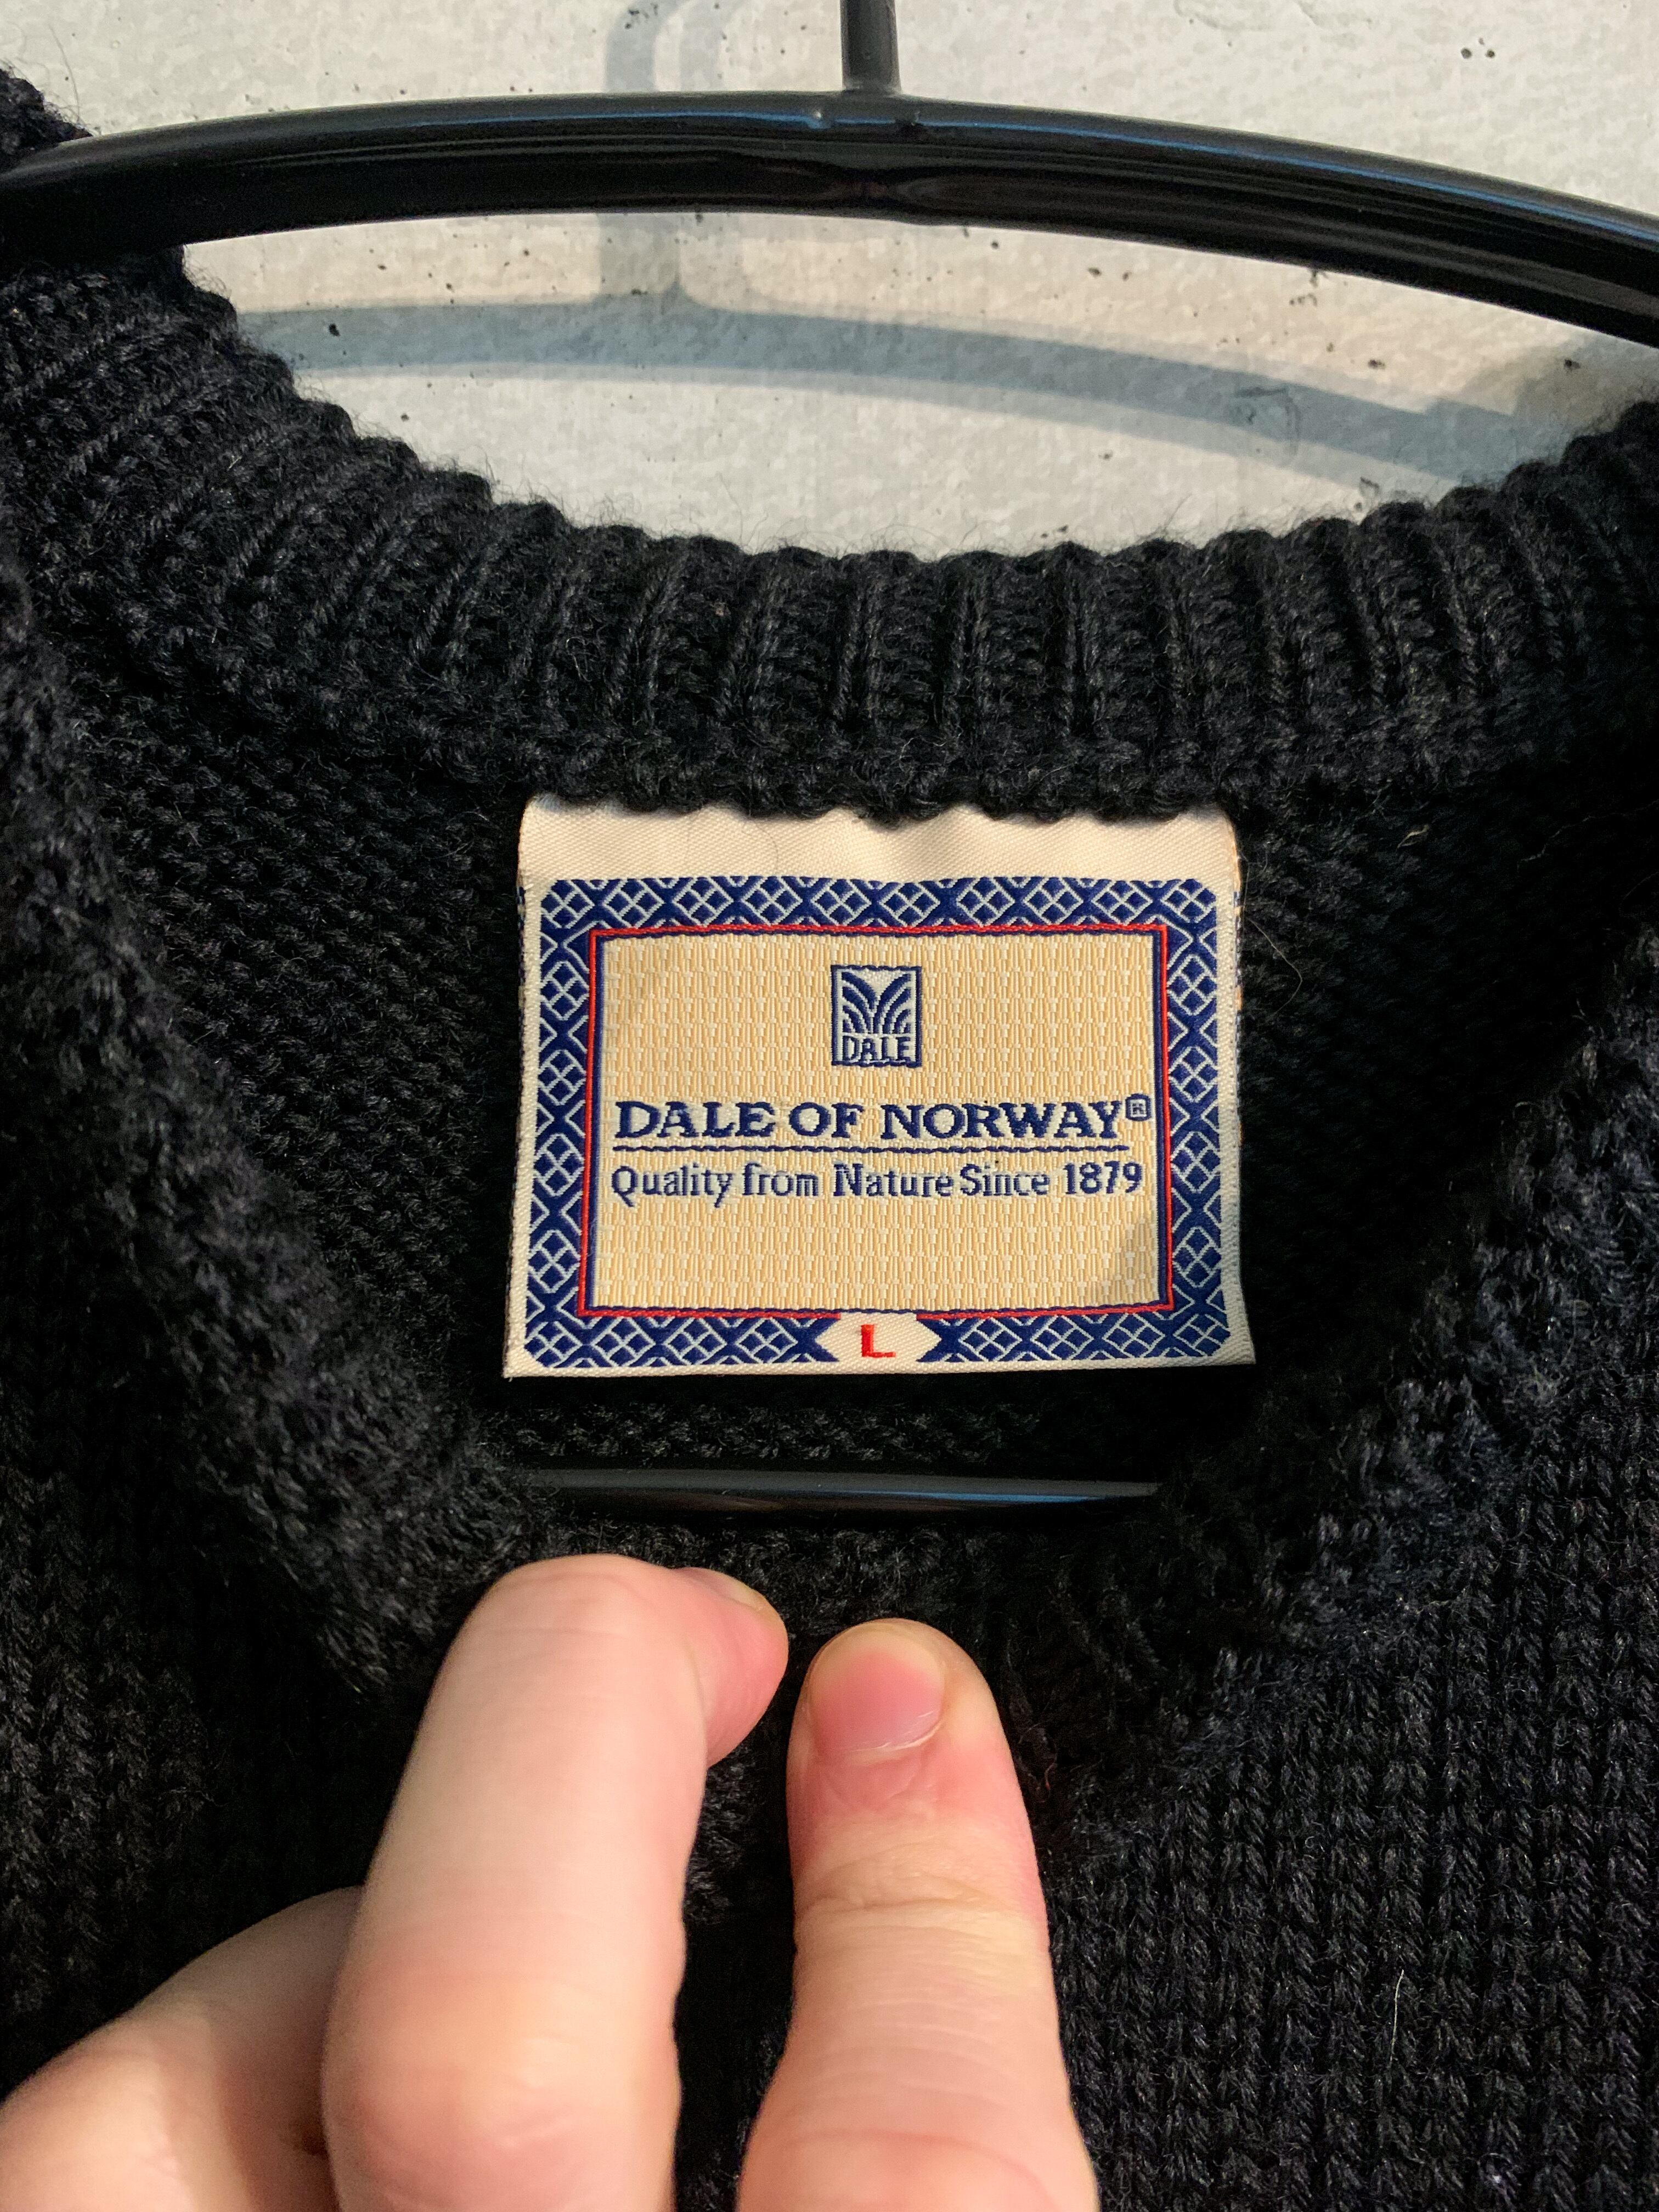 DALE
DALE OF NORWAY®
Quality from Nature Since 1879
L